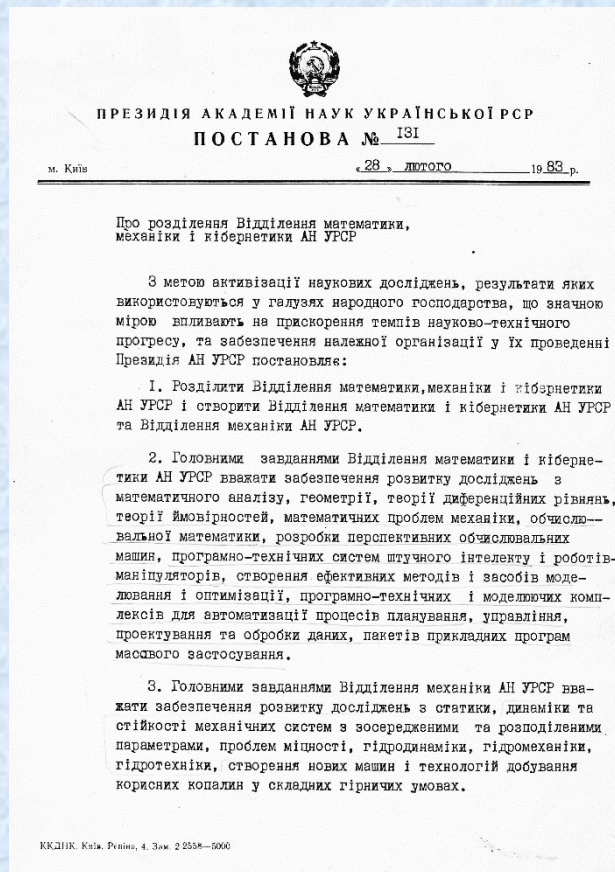 ПРЕЗИДІЯ АКАДЕМІЇ НАУК УКРАЇНСЬКОЇ РСР
ПОСТАНОВА № 131
м. Київ « 28 » лютого 19 83 р.
Про розділення Відділення математики,
механіки і кібернетики АН УРСР
З метою активізації наукових досліджень, результати яких
використовуються у галузях народного господарства, що значною
мірою впливають на прискорення темпів науково-технічного
прогресу, та забезпечення належної організації у їх проведенні
Президія АН УРСР постановляє:
I. Розділити Відділення математики,механіки і кібернетики
АН УРСР і створити Відділення математики і кібернетики АН УРСР
та Відділення механіки АН УРСР.
2. Головними завданнями Відділення математики і кіберне-
тики АН УРСР вважати забезпечення розвитку досліджень з
математичного аналізу, геометрії, теорії диференційних рівнянь,
теорії ймовірностей, математичних проблем механіки, обчислю-
вальної математики, розробки перспективних обчислювальних
машин, програмно-технічних систем штучного інтелекту і роботів-
маніпуляторів, створення ефективних методів і засобів моде-
лювання і оптимізації, програмно-технічних і моделюючих комп-
лексів для автоматизації процесів планування, управління,
проектування та обробки даних, пакетів прикладних програм
масового застосування.
3. Головними завданнями Відділення механіки АН УРСР вва-
жати забезпечення розвитку досліджень з статики, динаміки та
стійкості механічних систем з зосередженими та розподіленими
параметрами, проблем міцності, гідродинаміки, гідромеханіки,
гідротехніки, створення нових машин і технологій добування
корисних копалин у складних гірничих умовах.
ККДПК. Київ. Рєпіна, 4. Зам. 2 2558—5000